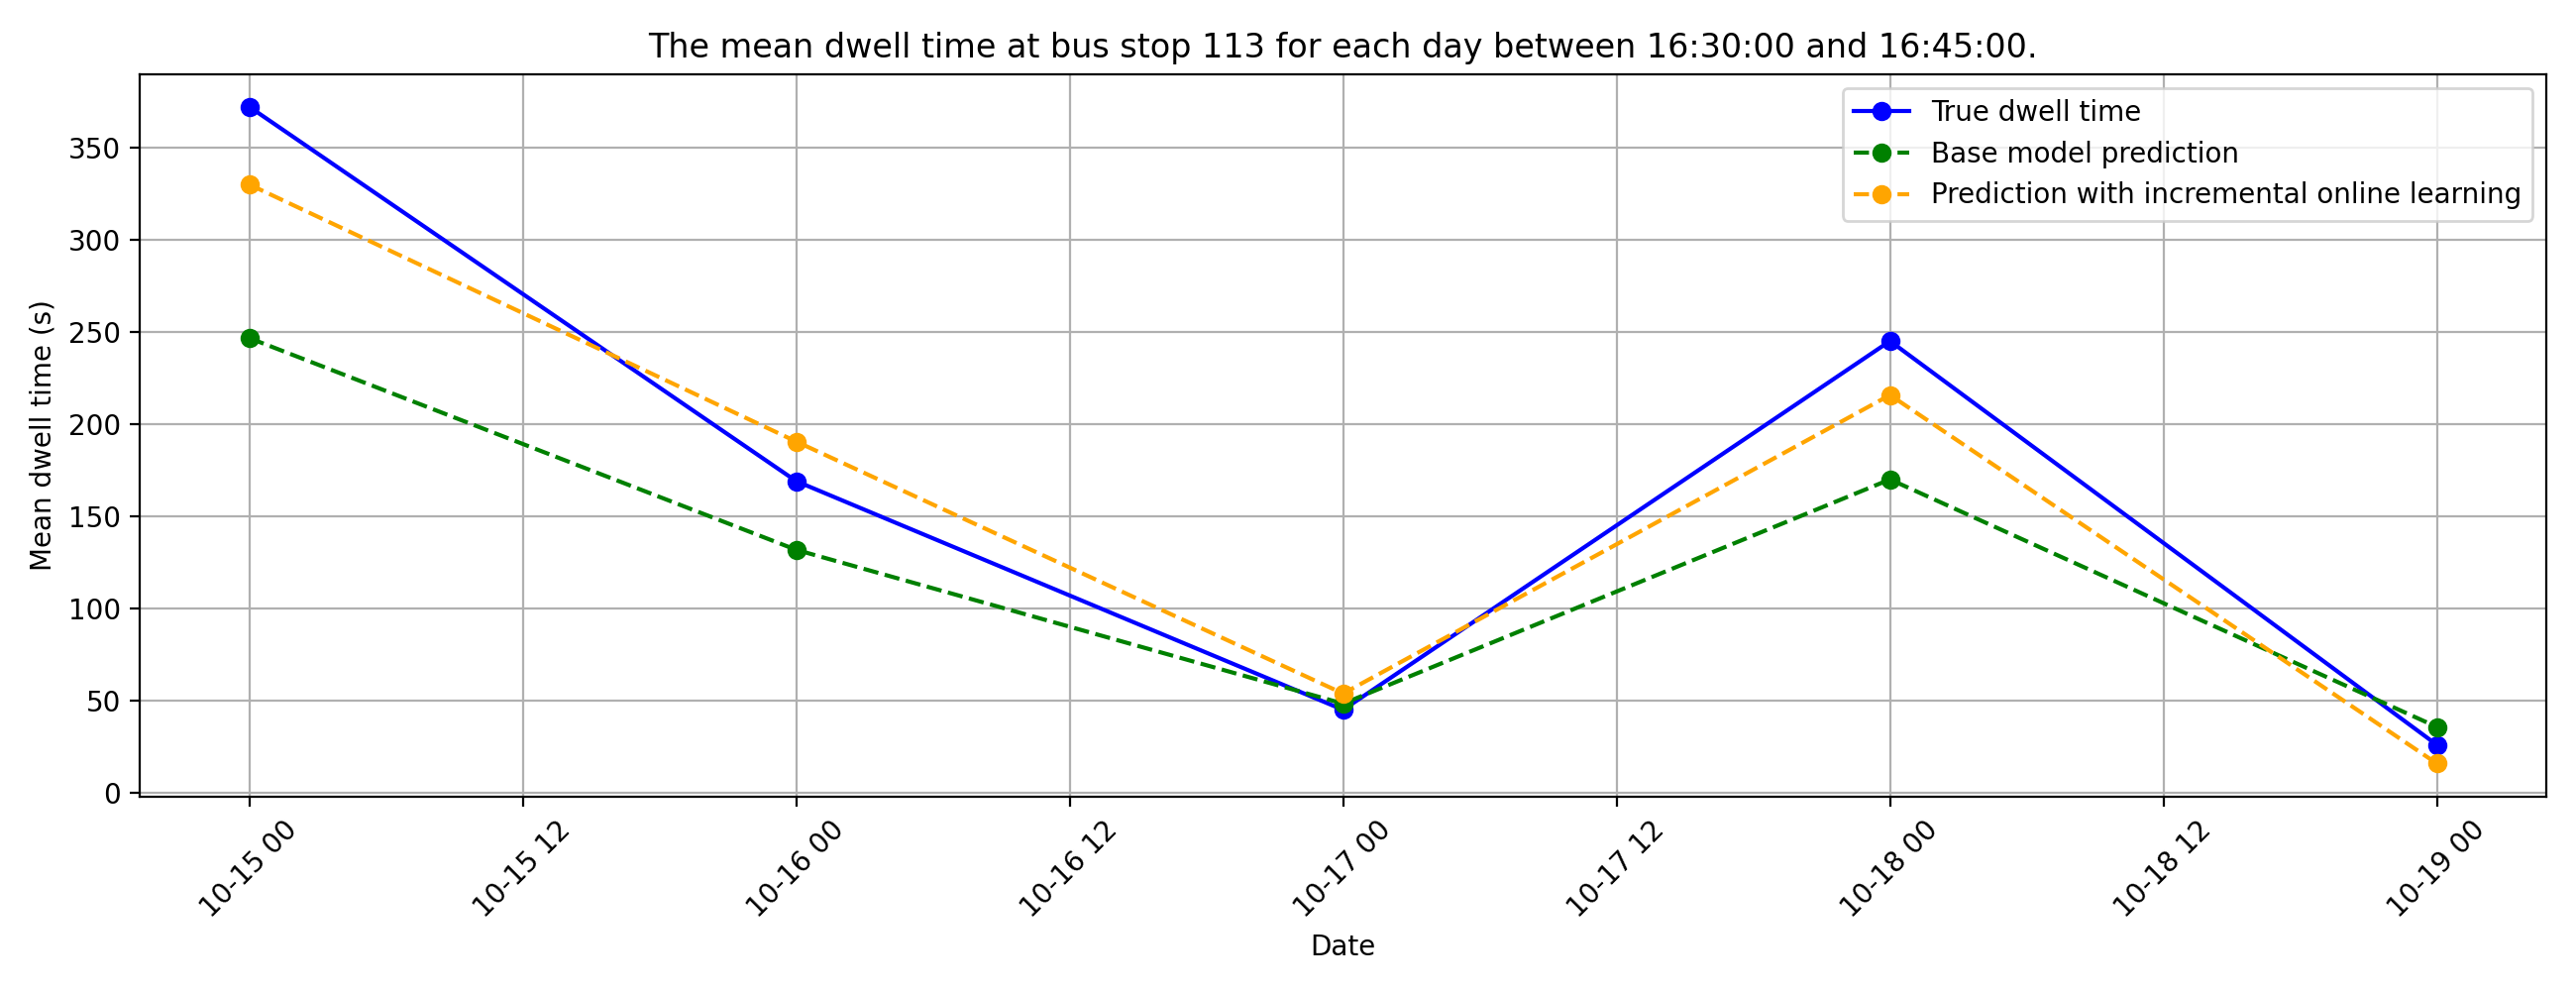 The mean dwell time at bus stop 113 for each day between 16:30:00 and 16:45:00.
True dwell time
Base model prediction
Prediction with incremental online learning
Mean dwell time (s)
350
300
250
200
150
100
50
0
10-15 00
10-15 12
10-16 00
10-16 12
10-17 00
10-17 12
10-18 00
10-18 12
10-19 00
Date